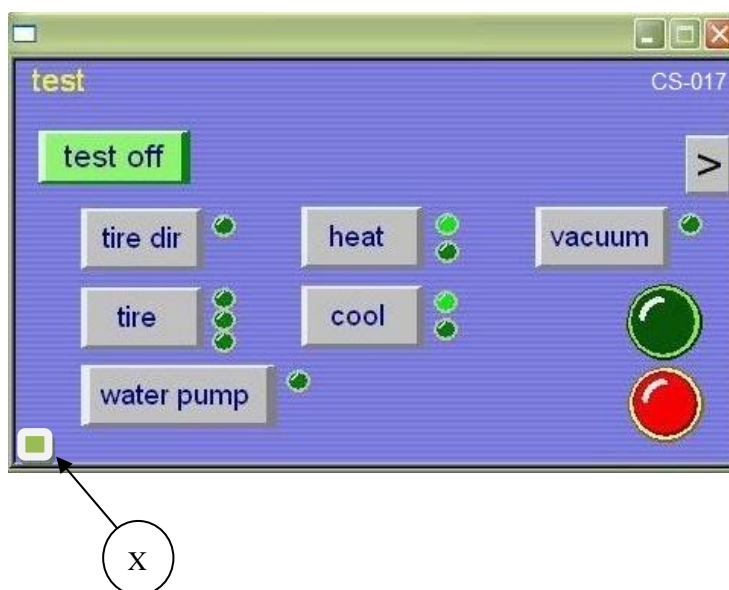 test
CS-017
test off
>
tire dir
heat
vacuum
tire
cool
water pump
X